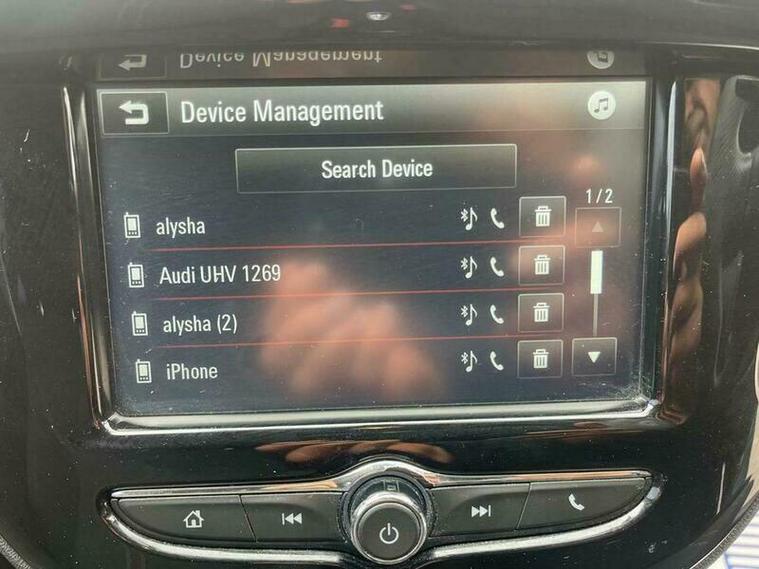 Device Management
Device Management
Search Device
1/2
alysha
Audi UHV 1269
alysha (2)
iPhone